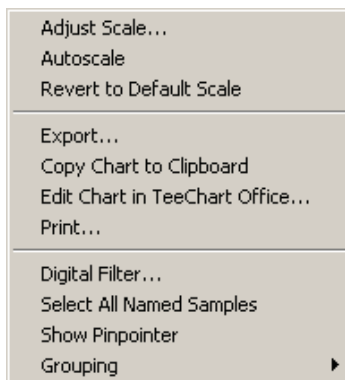 Adjust Scale...
Autoscale
Revert to Default Scale
Export...
Copy Chart to Clipboard
Edit Chart in TeeChart Office...
Print...
Digital Filter...
Select All Named Samples
Show Pinpointer
Grouping